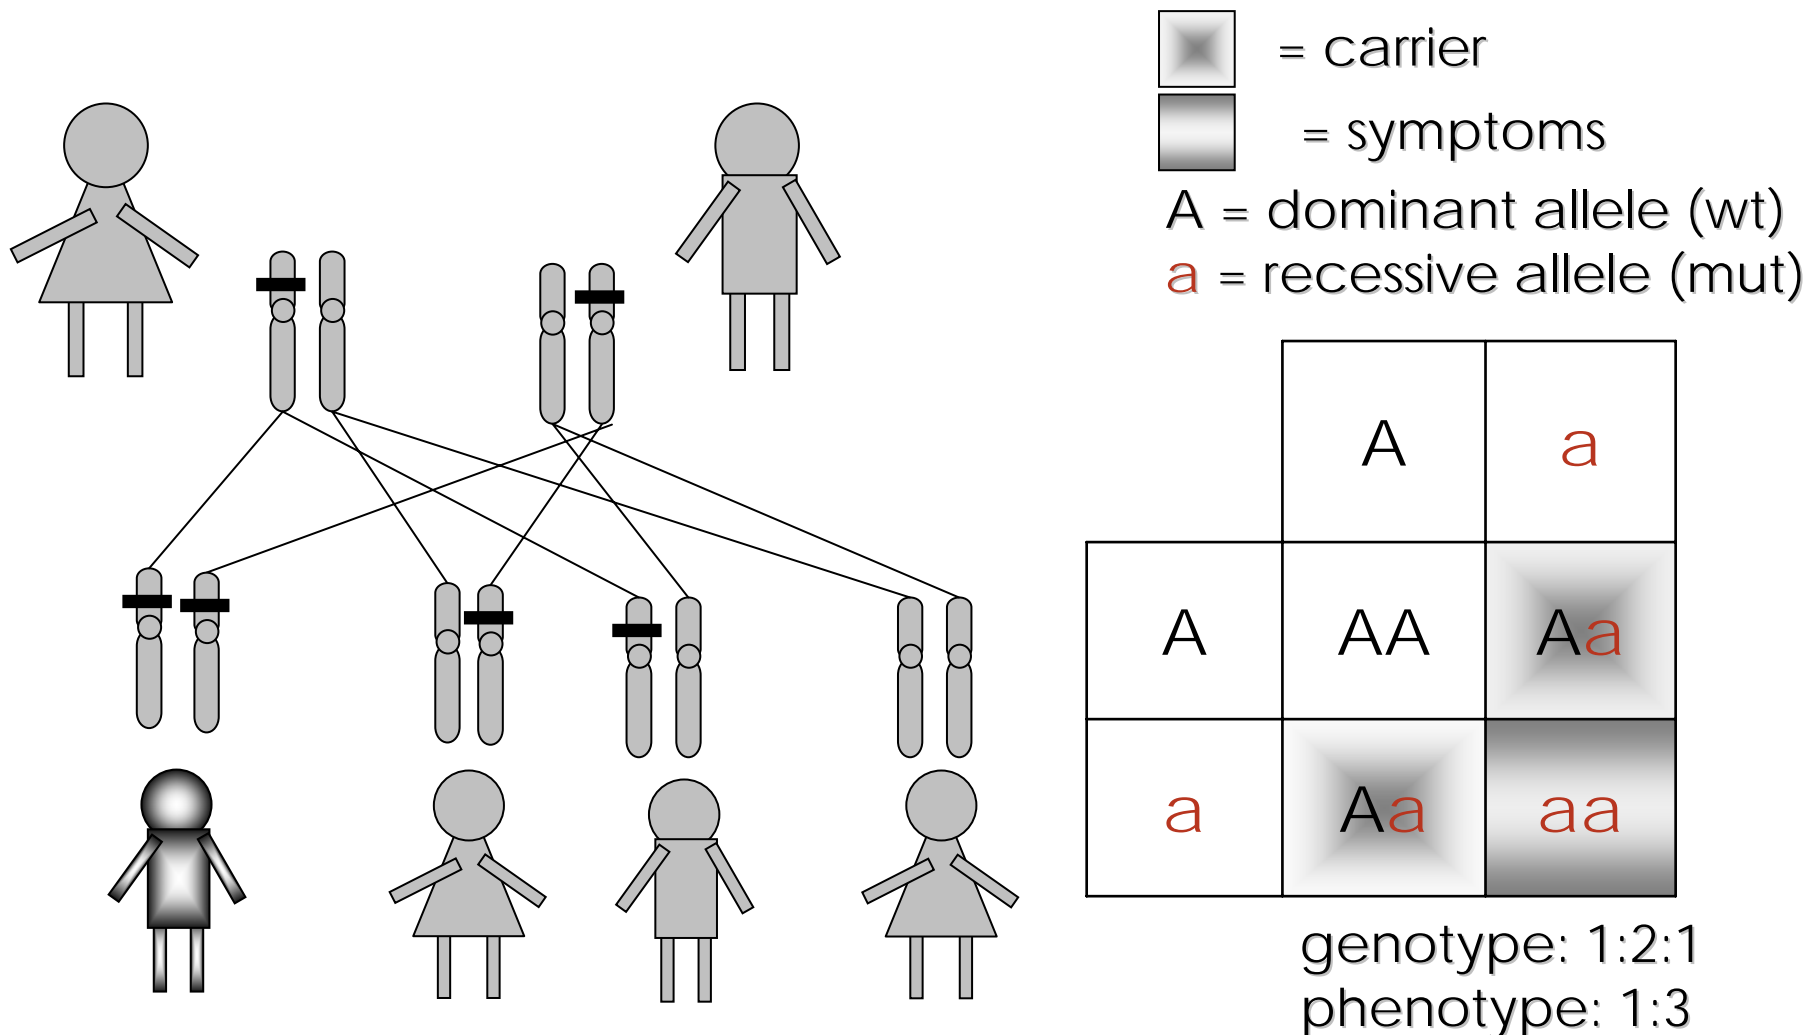 = carrier
= symptoms
A = dominant allele (wt)
a = recessive allele (mut)
A a
A AA Aa
a Aa aa
genotype: 1:2:1
phenotype: 1:3